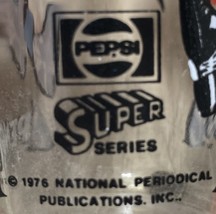 PEPSI
SUPER
SERIES
© 1976 NATIONAL PERIODICAL
PUBLICATIONS, INC.,